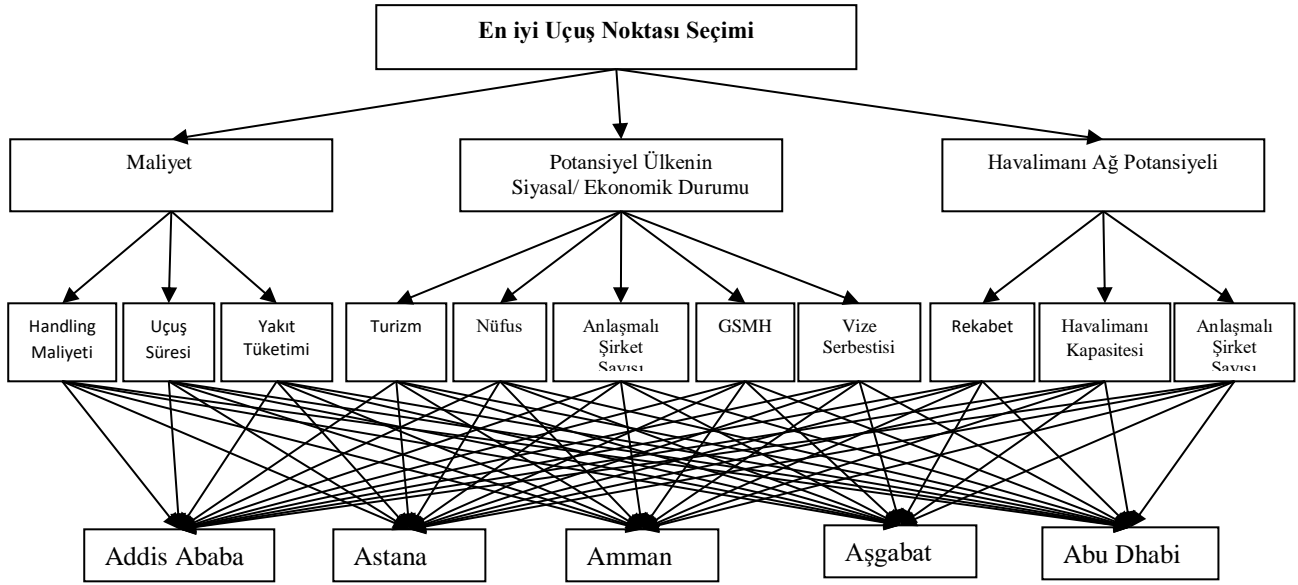 En iyi Uçuş Noktası Seçimi
Maliyet
Potansiyel Ülkenin
Siyasal/ Ekonomik Durumu
Havalimanı Ağ Potansiyeli
Handling
Maliyeti
Uçuş
Süresi
Yakıt
Tüketimi
Turizm
Nüfus
Anlaşmalı
Şirket
Sayısı
GSMH
Vize
Serbestisi
Rekabet
Havalimanı
Kapasitesi
Anlaşmalı
Şirket
Sayısı
Addis Ababa
Astana
Amman
Aşgabat
Abu Dhabi